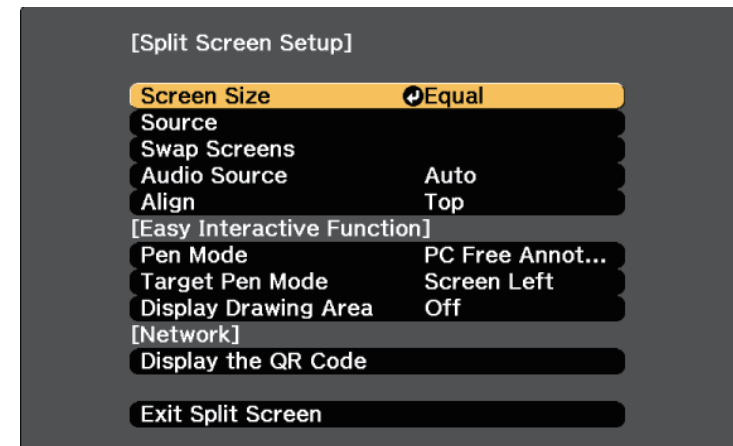 [Split Screen Setup]
Screen Size Equal
Source
Swap Screens
Audio Source Auto
Align Top
[Easy Interactive Function]
Pen Mode PC Free Annot...
Target Pen Mode Screen Left
Display Drawing Area Off
[Network]
Display the QR Code
Exit Split Screen